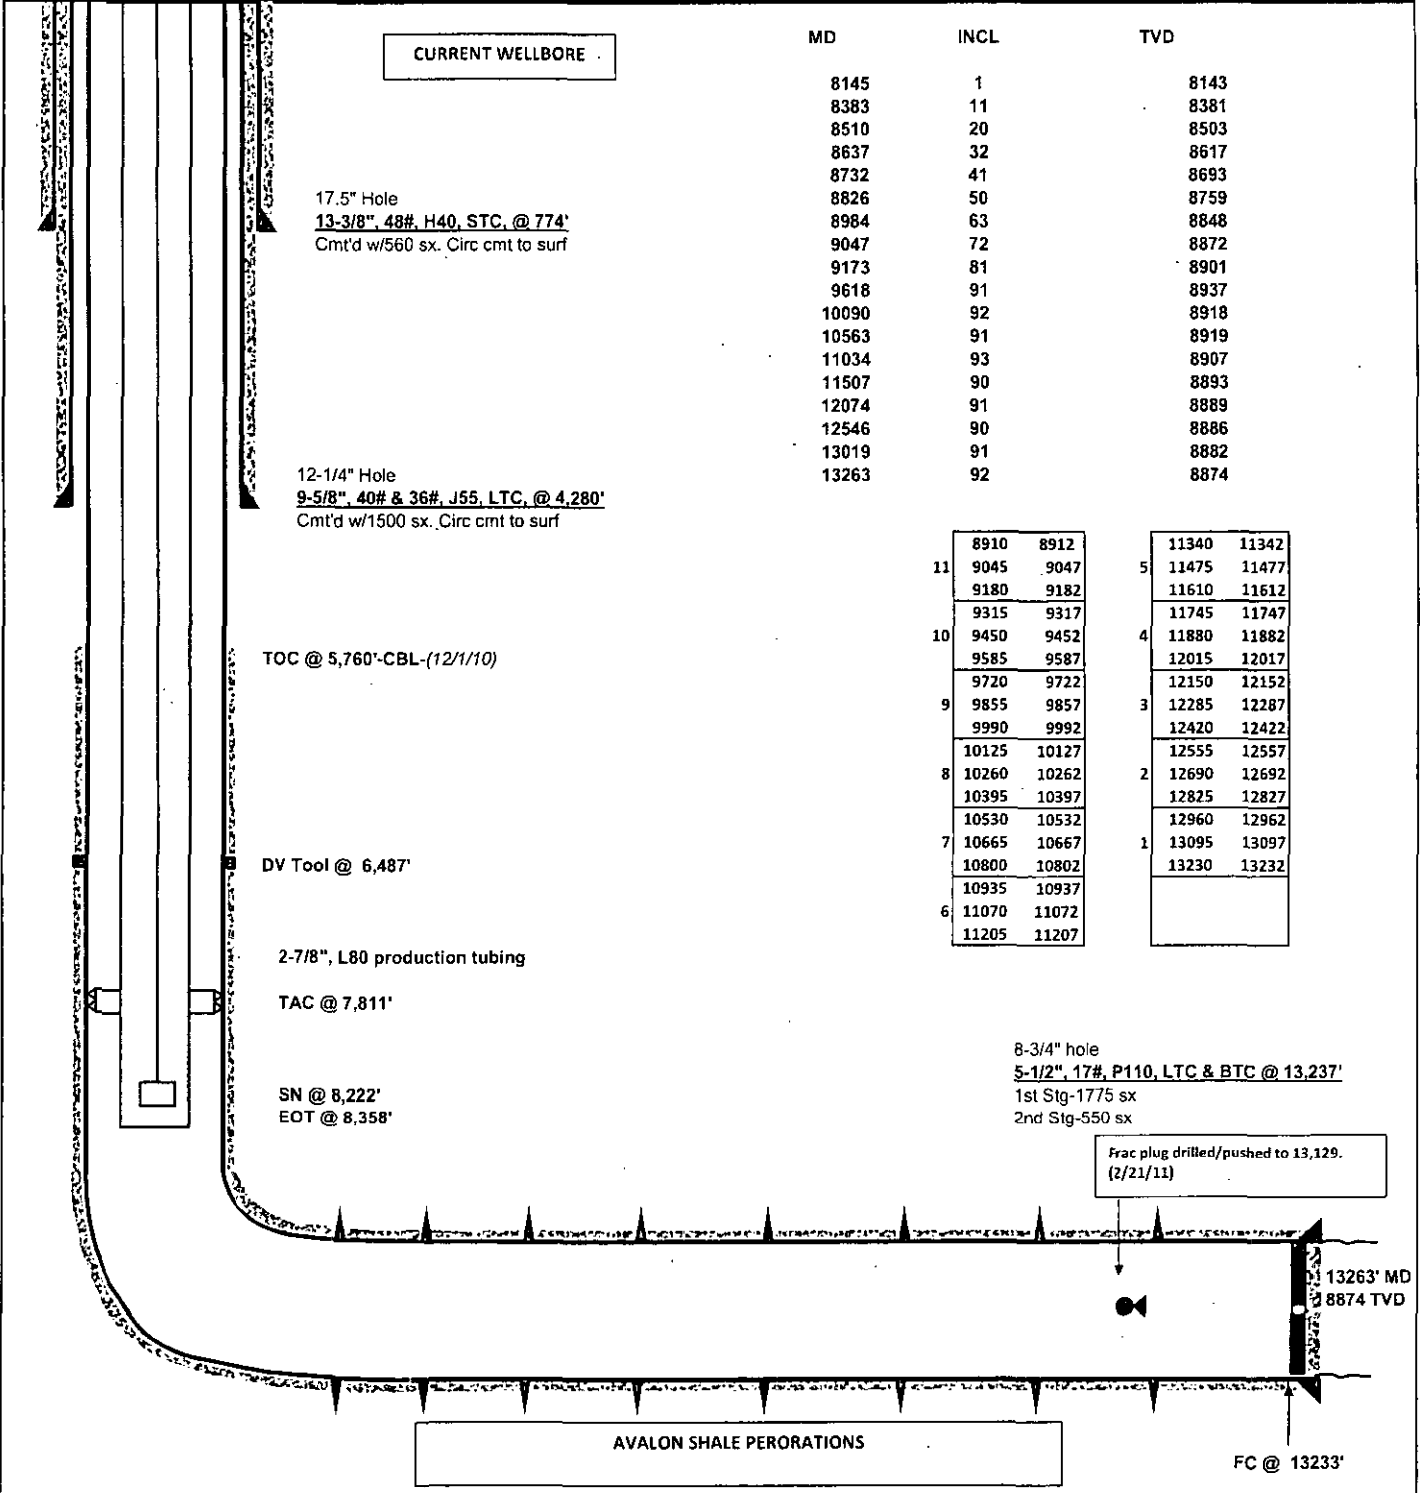 CURRENT WELLBORE
MD INCL TVD
8145 1 8143
8383 11 8381
8510 20 8503
8637 32 8617
8732 41 8693
8826 50 8759
8984 63 8848
9047 72 8872
9173 81 8901
9618 91 8937
10090 92 8918
10563 91 8919
11034 93 8907
11507 90 8893
12074 91 8889
12546 90 8886
13019 91 8882
13263 92 8874
17.5" Hole
13-3/8", 48#, H40, STC, @ 774'
Cmt'd w/560 sx. Circ cmt to surf
12-1/4" Hole
9-5/8", 40# & 36#, J55, LTC, @ 4,280'
Cmt'd w/1500 sx. Circ cmt to surf
8910 8912
11 9045 9047
9180 9182
9315 9317
10 9450 9452
9585 9587
9720 9722
9 9855 9857
9990 9992
10125 10127
8 10260 10262
10395 10397
10530 10532
7 10665 10667
10800 10802
10935 10937
6 11070 11072
11205 11207
11340 11342
5 11475 11477
11610 11612
11745 11747
4 11880 11882
12015 12017
12150 12152
3 12285 12287
12420 12422
12555 12557
2 12690 12692
12825 12827
12960 12962
1 13095 13097
13230 13232
TOC @ 5,760'-CBL-(12/1/10)
DV Tool @ 6,487'
2-7/8", L80 production tubing
TAC @ 7,811'
SN @ 8,222'
EOT @ 8,358'
8-3/4" hole
5-1/2", 17#, P110, LTC & BTC @ 13,237'
1st Stg-1775 sx
2nd Stg-550 sx
Frac plug drilled/pushed to 13,129.
(2/21/11)
13263' MD
8874 TVD
AVALON SHALE PERORATIONS
FC @ 13233'